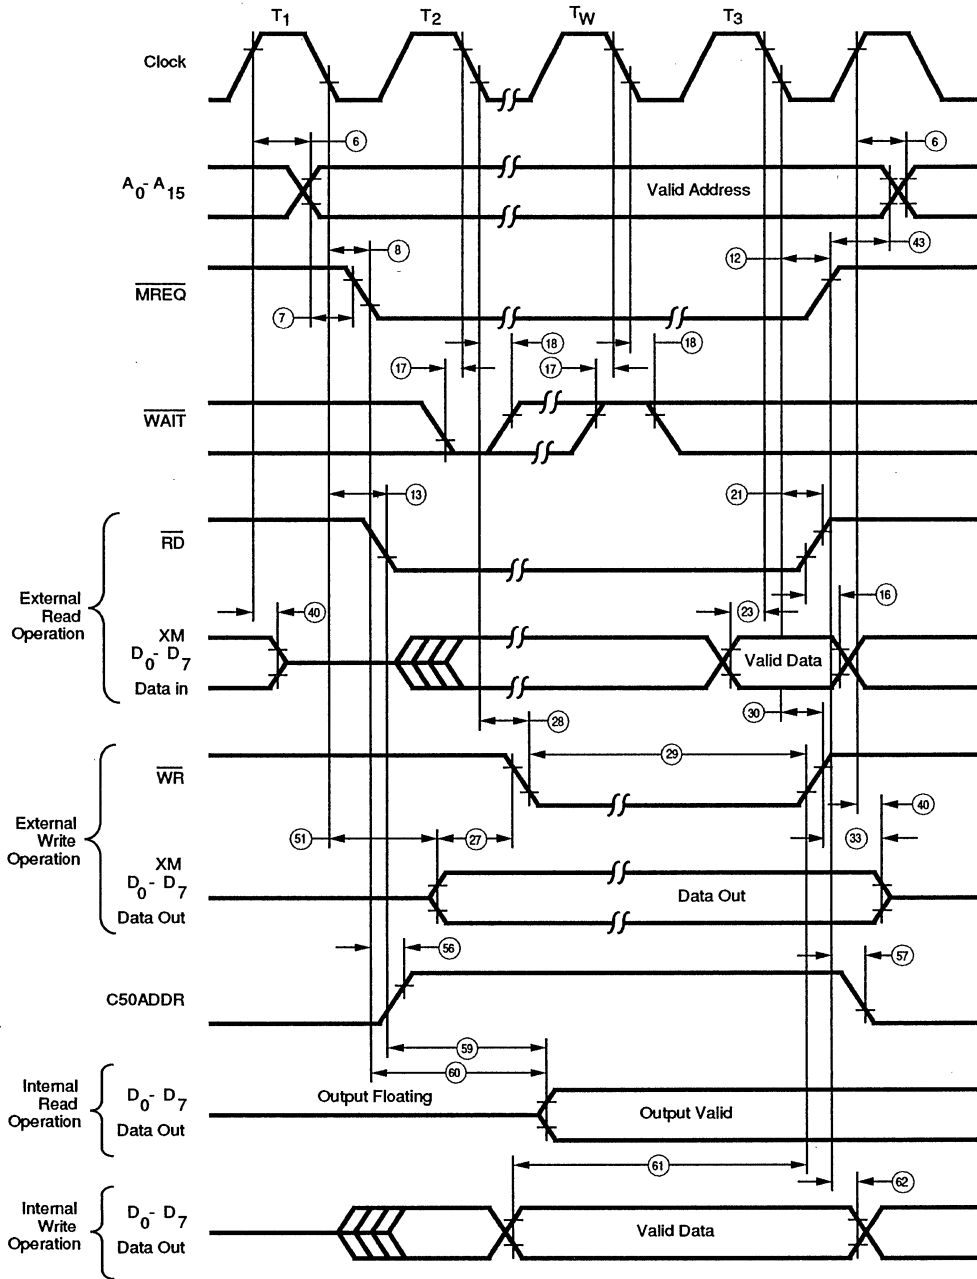 T1 T2 TW T3
Clock
6 6
A0- A15
Valid Address
8 12 43
MREQ
7
18 18
17 17
WAIT
13 21
RD
External
Read
Operation
40 23 16
XM
D0- D7
Data in
Valid Data
28 30
29
WR
External
Write
Operation
51 27 33 40
XM
D0- D7
Data Out
Data Out
56 57
C50ADDR
59
60
Internal
Read
Operation
D0- D7
Data Out
Output Floating
Output Valid
61
62
Internal
Write
Operation
D0- D7
Data Out
Valid Data